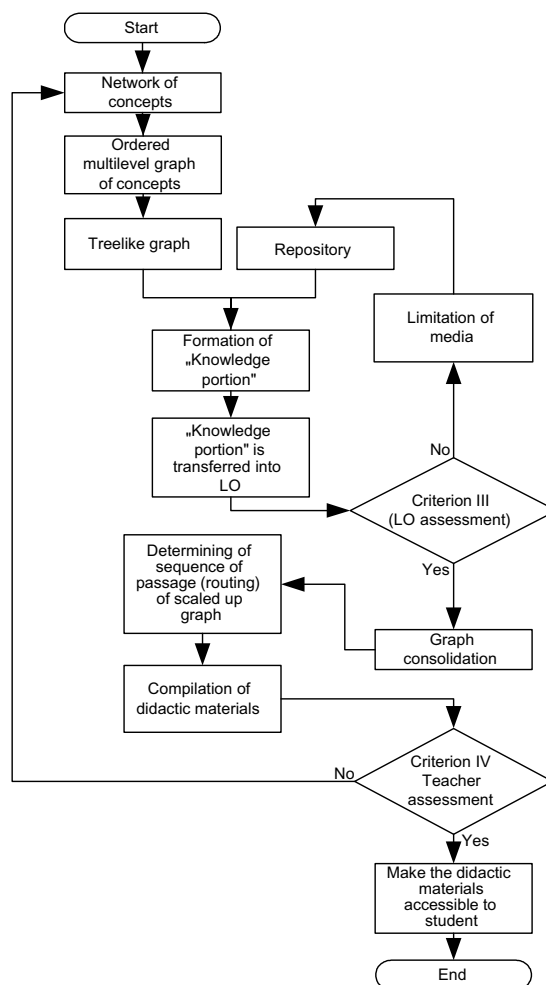 Start
Network of
concepts
Ordered
multilevel graph
of concepts
Treelike graph
Repository
Limitation of
media
Formation of
„Knowledge
portion"
„Knowledge
portion" is
transferred into
LO
No
Criterion III
(LO assessment)
Yes
Determining of
sequence of
passage (routing)
of scaled up
graph
Graph
consolidation
Compilation of
didactic materials
No
Criterion IV
Teacher
assessment
Yes
Make the didactic
materials
accessible to
student
End